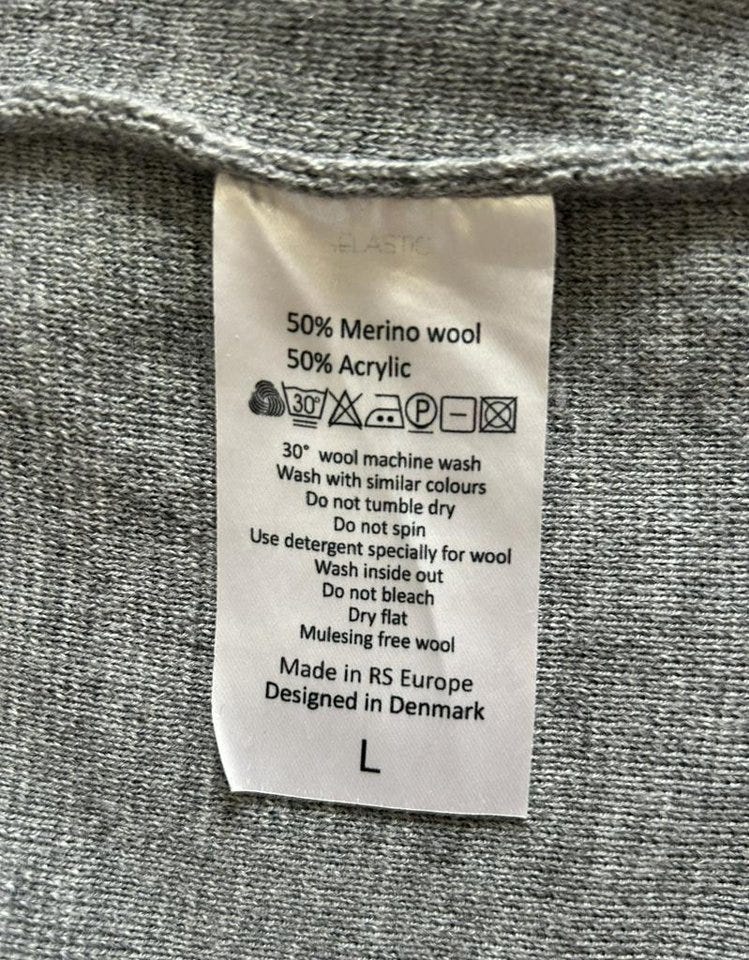 ELASTIC
50% Merino wool
50% Acrylic
30° P
30° wool machine wash
Wash with similar colours
Do not tumble dry
Do not spin
Use detergent specially for wool
Wash inside out
Do not bleach
Dry flat
Mulesing free wool
Made in RS Europe
Designed in Denmark
L